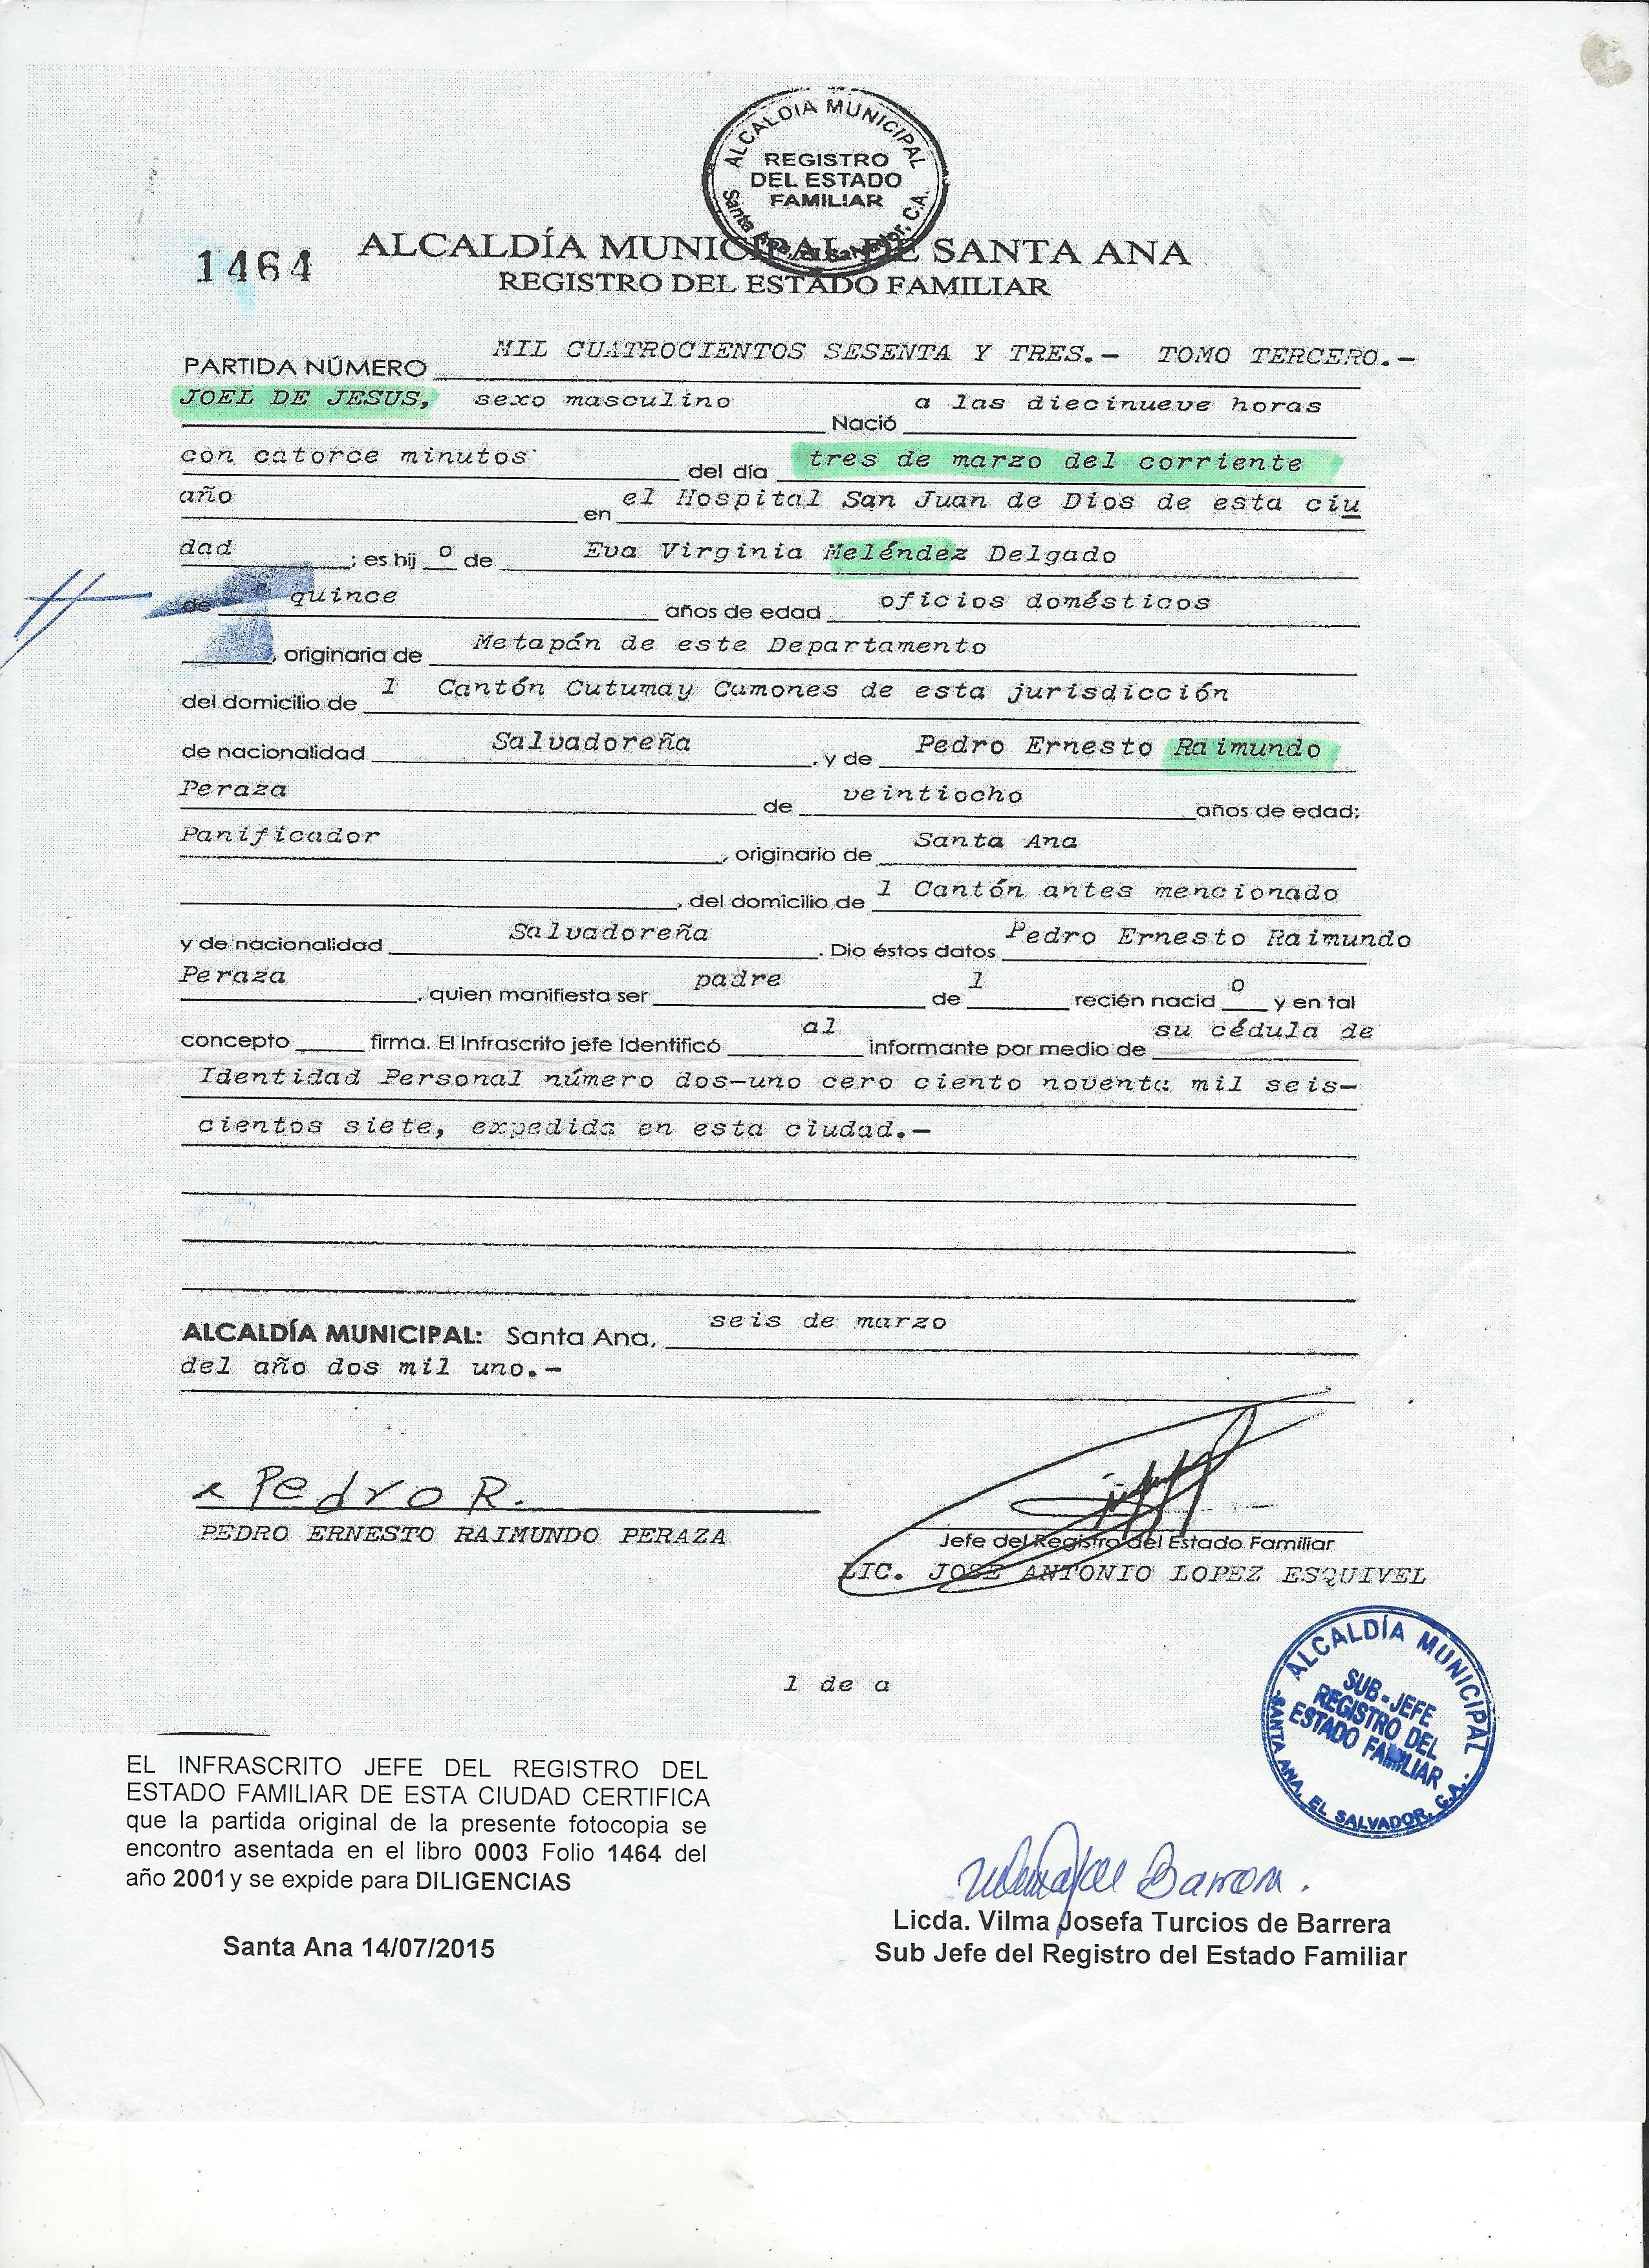 ALCALDIA MUNICIPAL
REGISTRO
DEL ESTADO
FAMILIAR
Santa Ana, El Salvador, C.A.
1464 ALCALDÍA MUNICIPAL DE SANTA ANA
REGISTRO DEL ESTADO FAMILIAR
PARTIDA NÚMERO MIL CUATROCIENTOS SESENTA Y TRES.- TOMO TERCERO.-
JOEL DE JESUS, sexo masculino Nació a las diecinueve horas
con catorce minutos del día tres de marzo del corriente
año en el Hospital San Juan de Dios de esta ciu
dad ; es hij o de Eva Virginia Meléndez Delgado
de quince años de edad oficios domésticos
, originaria de Metapán de este Departamento
del domicilio de l Cantón Cutumay Camones de esta jurisdicción
de nacionalidad Salvadoreña , y de Pedro Ernesto Raimundo
Peraza de veintiocho años de edad;
Panificador , originario de Santa Ana
, del domicilio de l Cantón antes mencionado
y de nacionalidad Salvadoreña . Dio éstos datos Pedro Ernesto Raimundo
Peraza , quien manifiesta ser padre de l recién nacid o y en tal
concepto firma. El Infrascrito jefe Identificó al informante por medio de su cédula de
Identidad Personal número dos-uno cero ciento noventa mil seis-
cientos siete, expedida en esta ciudad.-
ALCALDÍA MUNICIPAL: Santa Ana, seis de marzo
del año dos mil uno.-
x Pedro R.
PEDRO ERNESTO RAIMUNDO PERAZA
Jefe del Registro del Estado Familiar
LIC. JOSE ANTONIO LOPEZ ESQUIVEL
l de a
ALCALDÍA MUNICIPAL
SUB-JEFE
REGISTRO DEL
ESTADO FAMILIAR
SANTA ANA, EL SALVADOR, C.A.
EL INFRASCRITO JEFE DEL REGISTRO DEL
ESTADO FAMILIAR DE ESTA CIUDAD CERTIFICA
que la partida original de la presente fotocopia se
encontro asentada en el libro 0003 Folio 1464 del
año 2001 y se expide para DILIGENCIAS
Santa Ana 14/07/2015
Licda. Vilma Josefa Turcios de Barrera
Sub Jefe del Registro del Estado Familiar